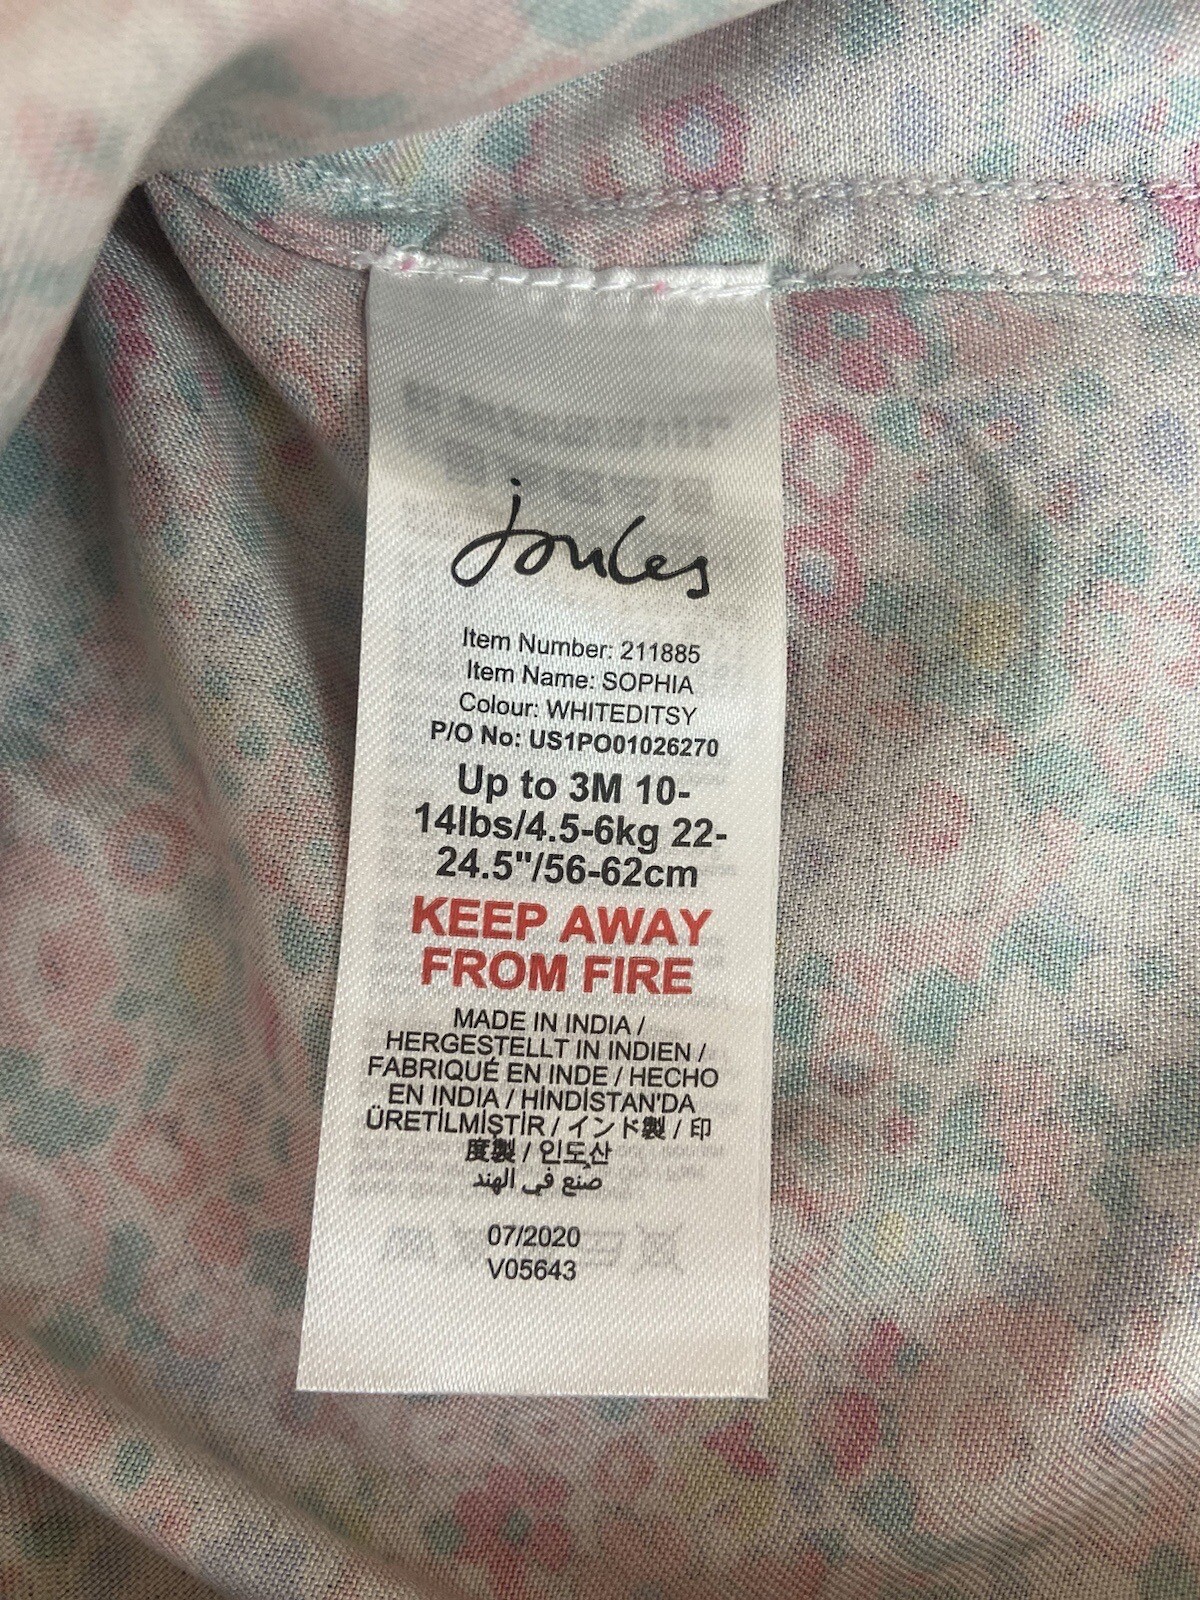 joules
Item Number: 211885
Item Name: SOPHIA
Colour: WHITEDITSY
P/O No: US1PO01026270
Up to 3M 10-
14lbs/4.5-6kg 22-
24.5"/56-62cm
KEEP AWAY
FROM FIRE
MADE IN INDIA /
HERGESTELLT IN INDIEN /
FABRIQUÉ EN INDE / HECHO
EN INDIA / HİNDİSTAN'DA
ÜRETİLMİŞTİR / インド製 / 印
度製 / 인도산
صنع في الهند
07/2020
V05643